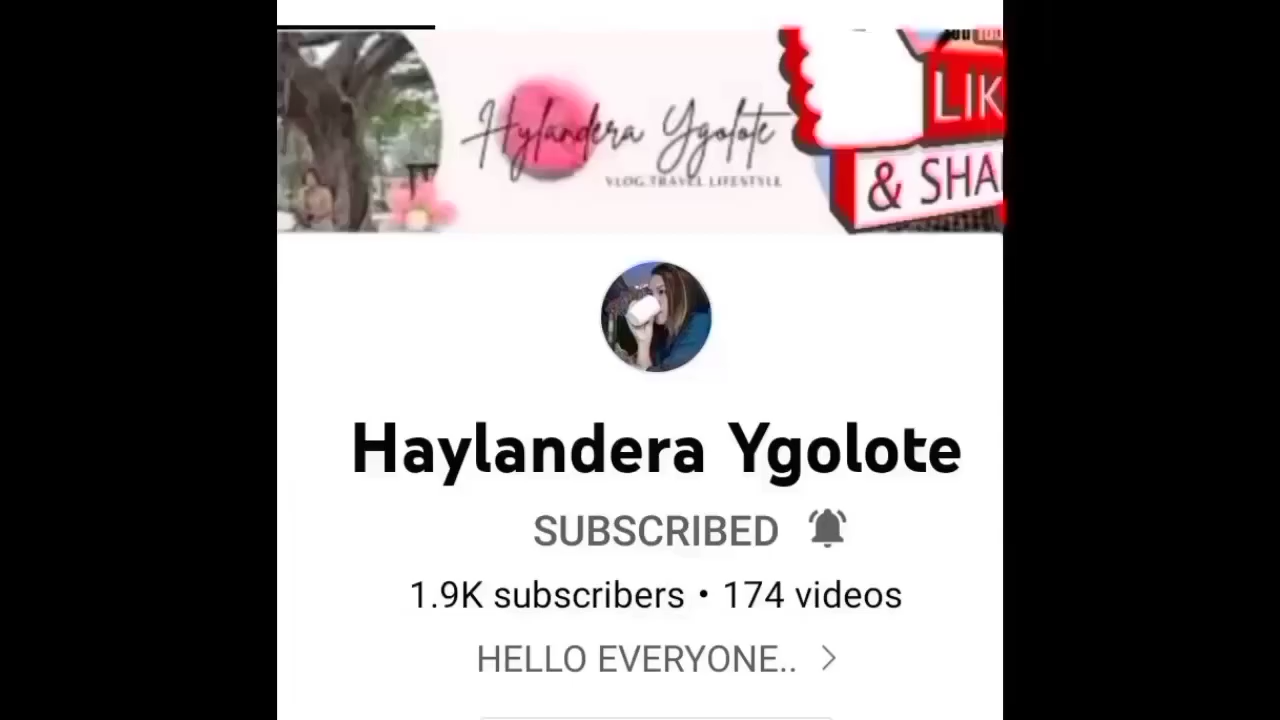 Hylandera Ygolote
VLOG.TRAVEL LIFESTYLE
LIK
& SHA
Haylandera Ygolote
SUBSCRIBED
1.9K subscribers • 174 videos
HELLO EVERYONE..